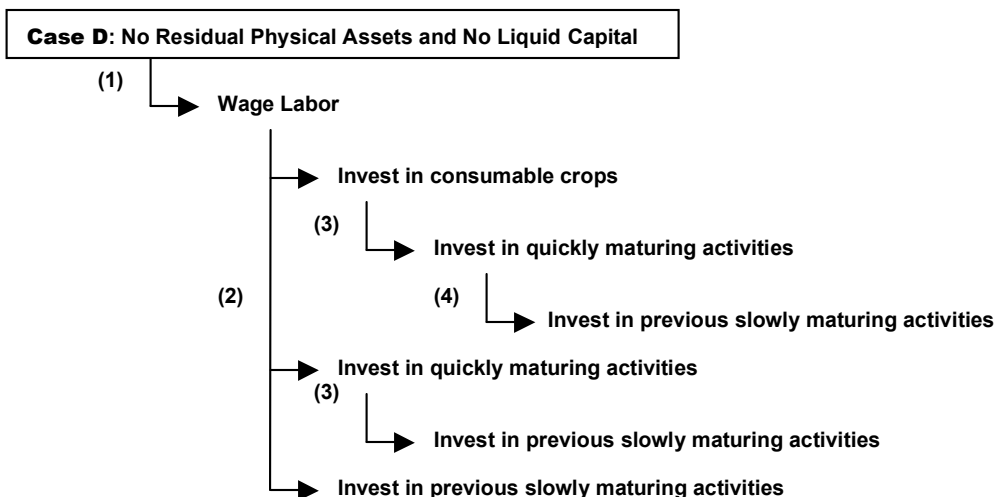 Case D: No Residual Physical Assets and No Liquid Capital
(1)
Wage Labor
Invest in consumable crops
(3)
Invest in quickly maturing activities
(2)
(4)
Invest in previous slowly maturing activities
Invest in quickly maturing activities
(3)
Invest in previous slowly maturing activities
Invest in previous slowly maturing activities